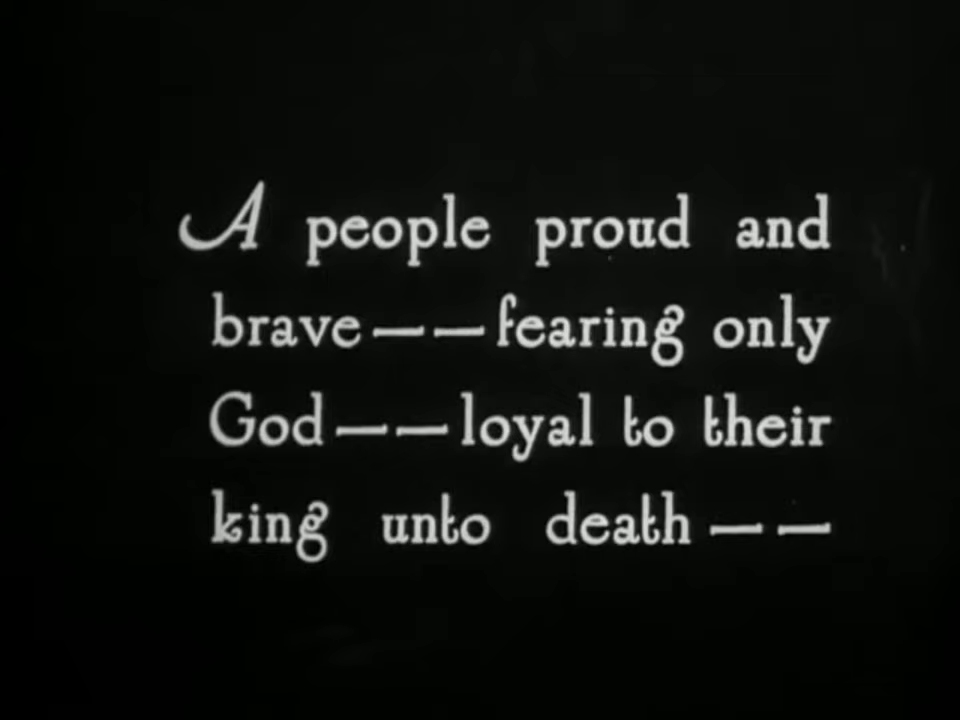 A people proud and
brave——fearing only
God——loyal to their
king unto death——